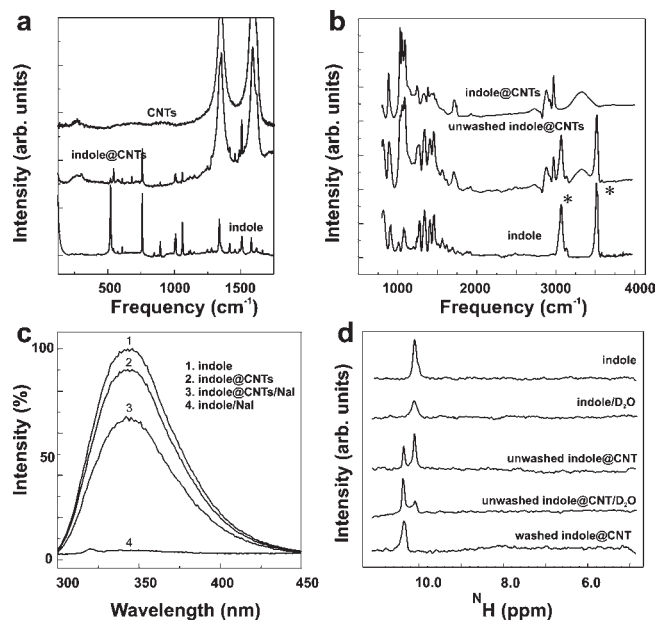 a
Intensity (arb. units)
CNTs
indole@CNTs
indole
500
1000
1500
Frequency (cm-1)
b
Intensity (arb. units)
indole@CNTs
unwashed indole@CNTs
*
*
indole
1000
2000
3000
4000
Frequency (cm-1)
c
Intensity (%)
100
50
0
1
2
3
4
1. indole
2. indole@CNTs
3. indole@CNTs/NaI
4. indole/NaI
300
350
400
450
Wavelength (nm)
d
Intensity (arb. units)
indole
indole/D2O
unwashed indole@CNT
unwashed indole@CNT/D2O
washed indole@CNT
10.0
8.0
6.0
NH (ppm)